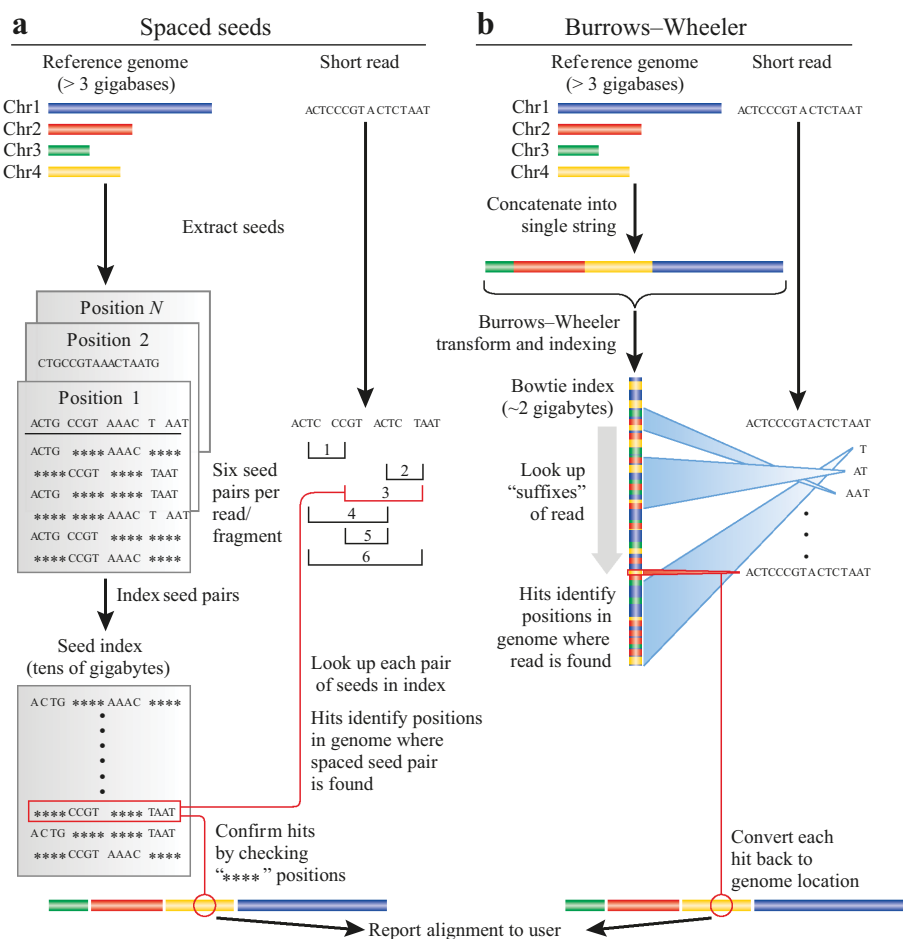 a
Spaced seeds
Reference genome
(> 3 gigabases)
Short read
Chr1
Chr2
Chr3
Chr4
ACTCCCGT A CTCTAAT
Extract seeds
Position N
Position 2
CTGCCGTAAACTAATG
Position 1
ACTG CCGT AAAC T AAT
ACTG **** AAAC ****
**** CCGT **** TAAT
ACTG **** **** TAAT
**** **** AAAC T AAT
ACTG CCGT **** ****
**** CCGT AAAC ****
Six seed
pairs per
read/
fragment
ACTC CCGT ACTC TAAT
1
2
3
4
5
6
Index seed pairs
Seed index
(tens of gigabytes)
ACTG **** AAAC ****
**** CCGT **** TAAT
ACTG **** **** TAAT
**** CCGT AAAC ****
Look up each pair
of seeds in index
Hits identify positions
in genome where
spaced seed pair
is found
Confirm hits
by checking
"****" positions
b
Burrows–Wheeler
Reference genome
(> 3 gigabases)
Short read
Chr1
Chr2
Chr3
Chr4
ACTCCCGT A CTCTAAT
Concatenate into
single string
Burrows–Wheeler
transform and indexing
Bowtie index
(~2 gigabytes)
Look up
"suffixes"
of read
ACTCCCGTACTCTAAT
T
AT
AAT
ACTCCCGTA CTCTAAT
Hits identify
positions in
genome where
read is found
Convert each
hit back to
genome location
Report alignment to user